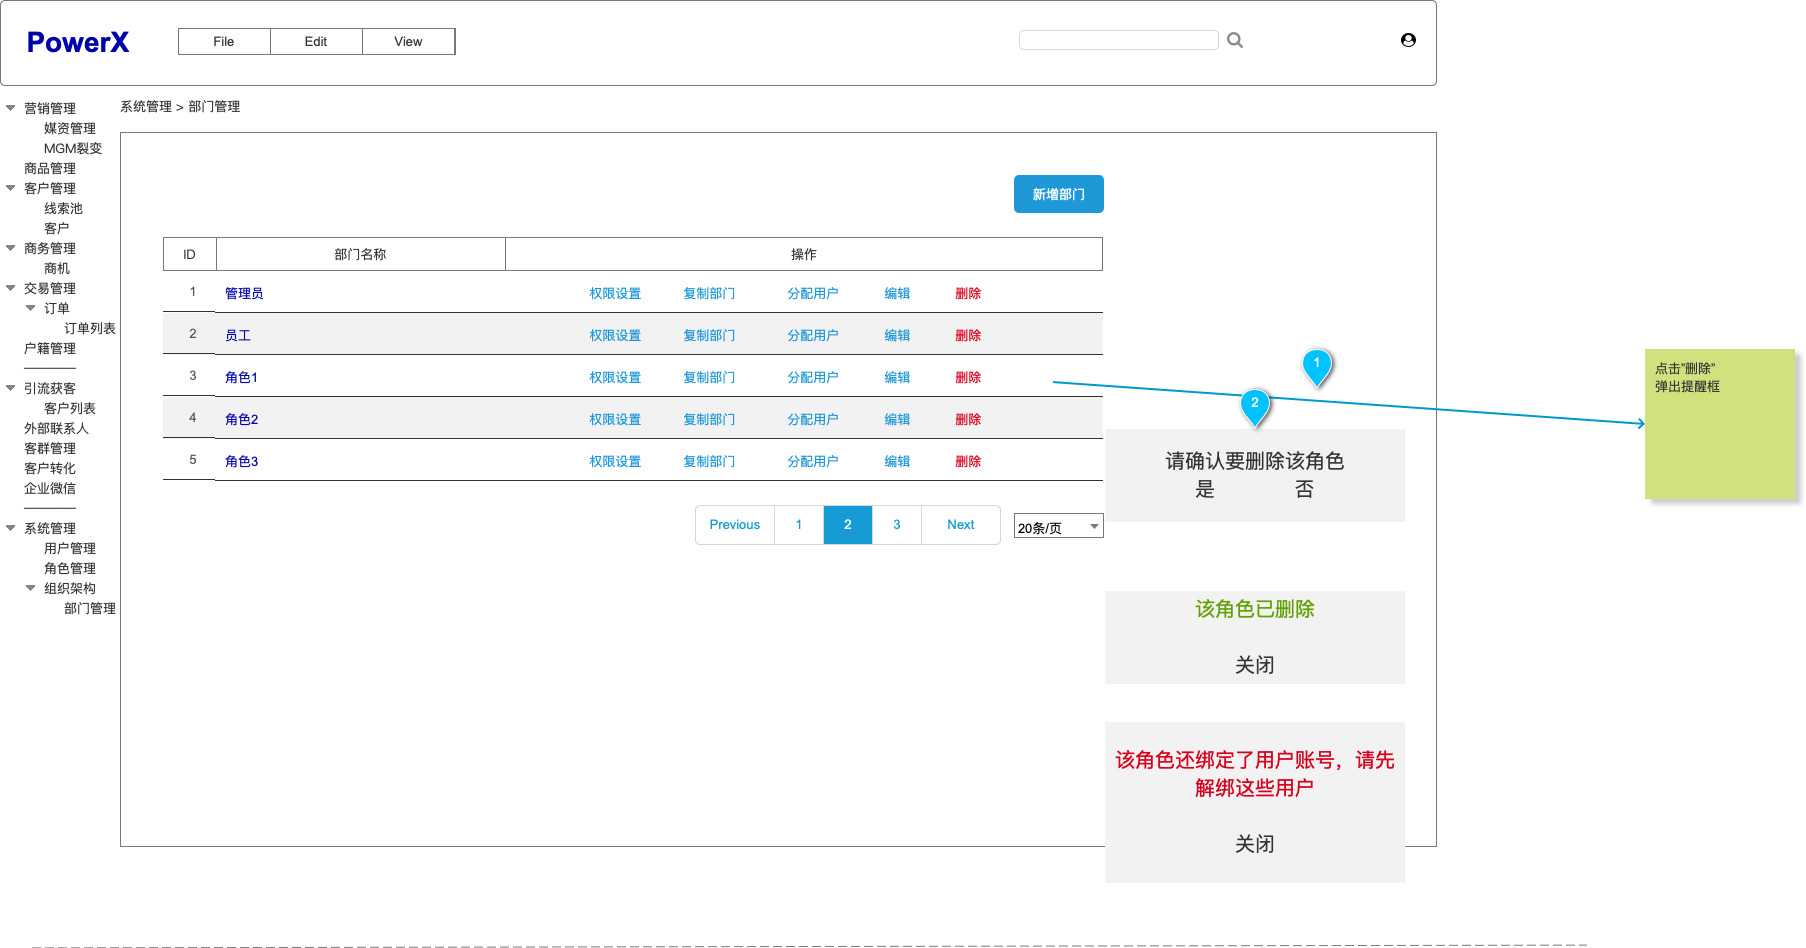 PowerX
File Edit View
系统管理 > 部门管理
营销管理
媒资管理
MGM裂变
商品管理
客户管理
线索池
客户
商务管理
商机
交易管理
订单
订单列表
户籍管理
引流获客
客户列表
外部联系人
客群管理
客户转化
企业微信
系统管理
用户管理
角色管理
组织架构
部门管理
新增部门
ID 部门名称 操作
1 管理员 权限设置 复制部门 分配用户 编辑 删除
2 员工 权限设置 复制部门 分配用户 编辑 删除
3 角色1 权限设置 复制部门 分配用户 编辑 删除
4 角色2 权限设置 复制部门 分配用户 编辑 删除
5 角色3 权限设置 复制部门 分配用户 编辑 删除
Previous 1 2 3 Next 20条/页
1
2
请确认要删除该角色
是 否
该角色已删除
关闭
该角色还绑定了用户账号，请先
解绑这些用户
关闭
点击”删除”
弹出提醒框